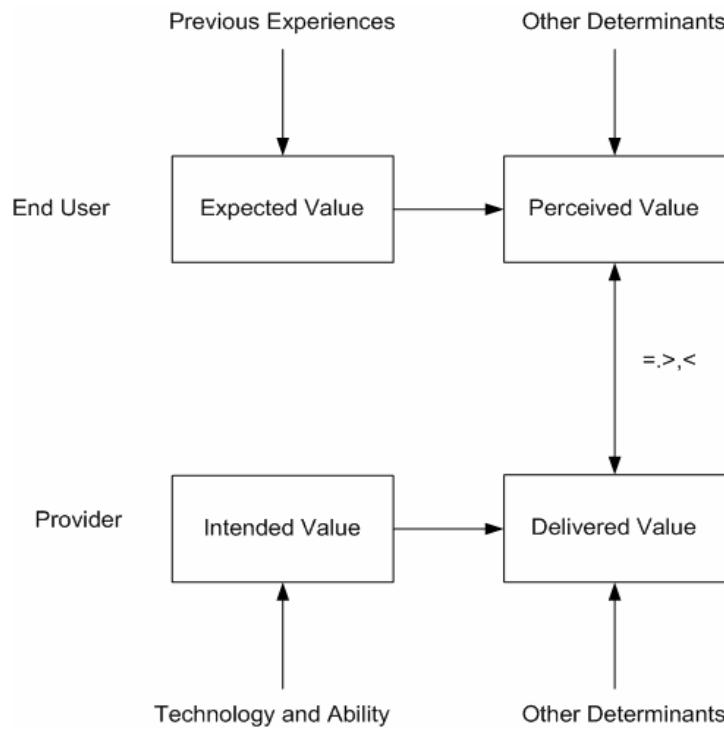 Previous Experiences
Other Determinants
End User
Expected Value
Perceived Value
=.>,<
Provider
Intended Value
Delivered Value
Technology and Ability
Other Determinants